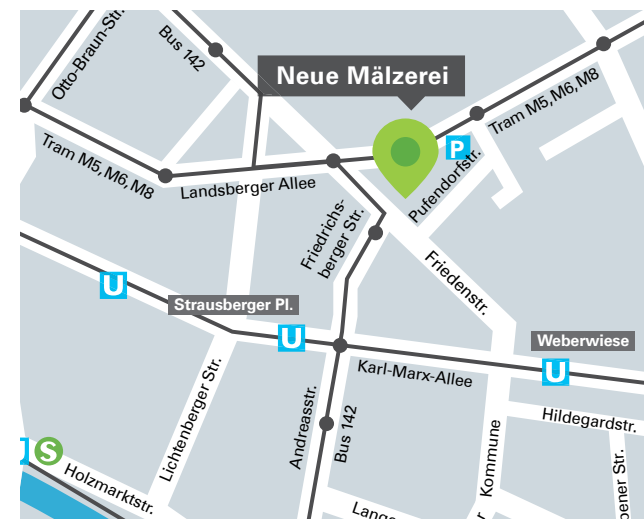 Otto-Braun-Str.
Bus 142
Neue Mälzerei
Tram M5, M6, M8
P
Tram M5, M6, M8
Landsberger Allee
Pufendorfstr.
Friedrichs-
berger Str.
Friedenstr.
U
Strausberger Pl.
U
Weberwiese
U
Karl-Marx-Allee
Lichtenberger Str.
Andreasstr.
Bus 142
Hildegardstr.
S
Holzmarktstr.
Kommune